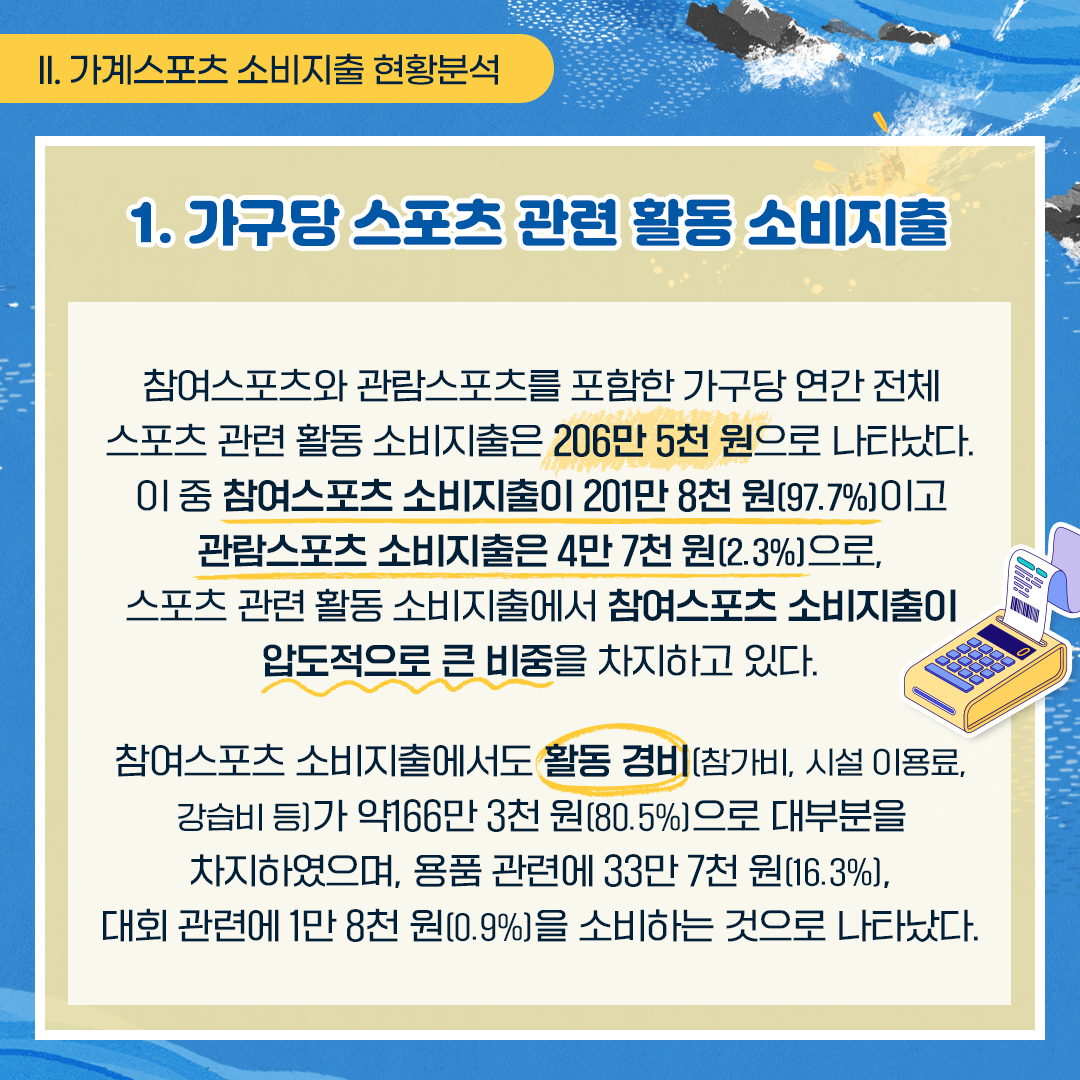 II. 가계스포츠 소비지출 현황분석
1. 가구당 스포츠 관련 활동 소비지출
참여스포츠와 관람스포츠를 포함한 가구당 연간 전체
스포츠 관련 활동 소비지출은 206만 5천 원으로 나타났다.
이 중 참여스포츠 소비지출이 201만 8천 원(97.7%)이고
관람스포츠 소비지출은 4만 7천 원(2.3%)으로,
스포츠 관련 활동 소비지출에서 참여스포츠 소비지출이
압도적으로 큰 비중을 차지하고 있다.
참여스포츠 소비지출에서도 활동 경비(참가비, 시설 이용료,
강습비 등)가 약166만 3천 원(80.5%)으로 대부분을
차지하였으며, 용품 관련에 33만 7천 원(16.3%),
대회 관련에 1만 8천 원(0.9%)을 소비하는 것으로 나타났다.